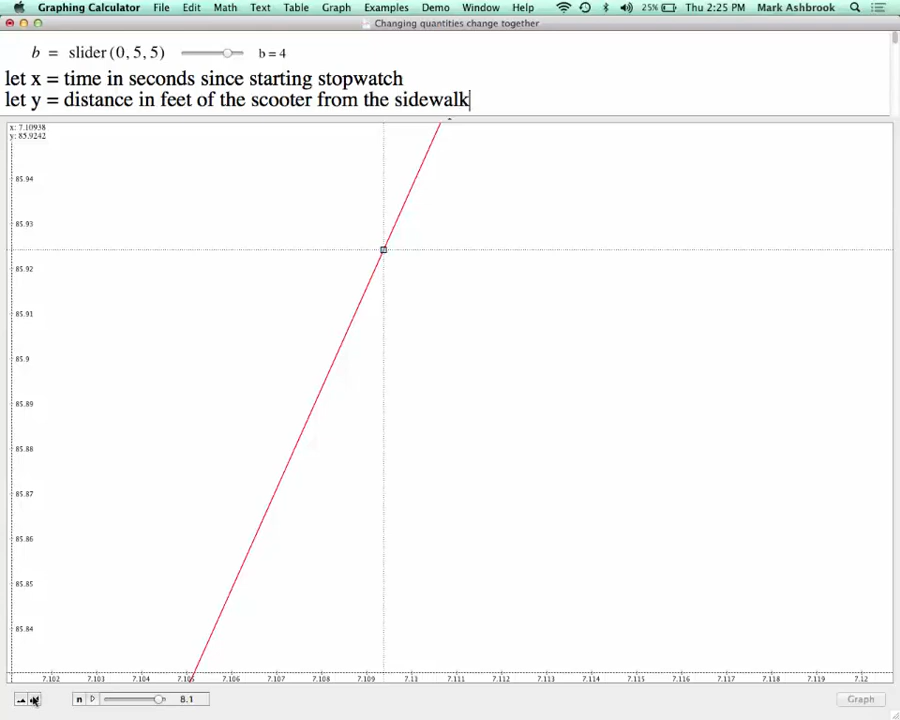 Graphing Calculator File Edit Math Text Table Graph Examples Demo Window Help 25% Thu 2:25 PM Mark Ashbrook
Changing quantities change together
b = slider (0, 5, 5) b = 4
let x = time in seconds since starting stopwatch
let y = distance in feet of the scooter from the sidewalk
x: 7.10938
y: 85.9242
85.94
85.93
85.92
85.91
85.9
85.89
85.88
85.87
85.86
85.85
85.84
7.102 7.103 7.104 7.105 7.106 7.107 7.108 7.109 7.11 7.111 7.112 7.113 7.114 7.115 7.116 7.117 7.118 7.119 7.12
n 8.1 Graph